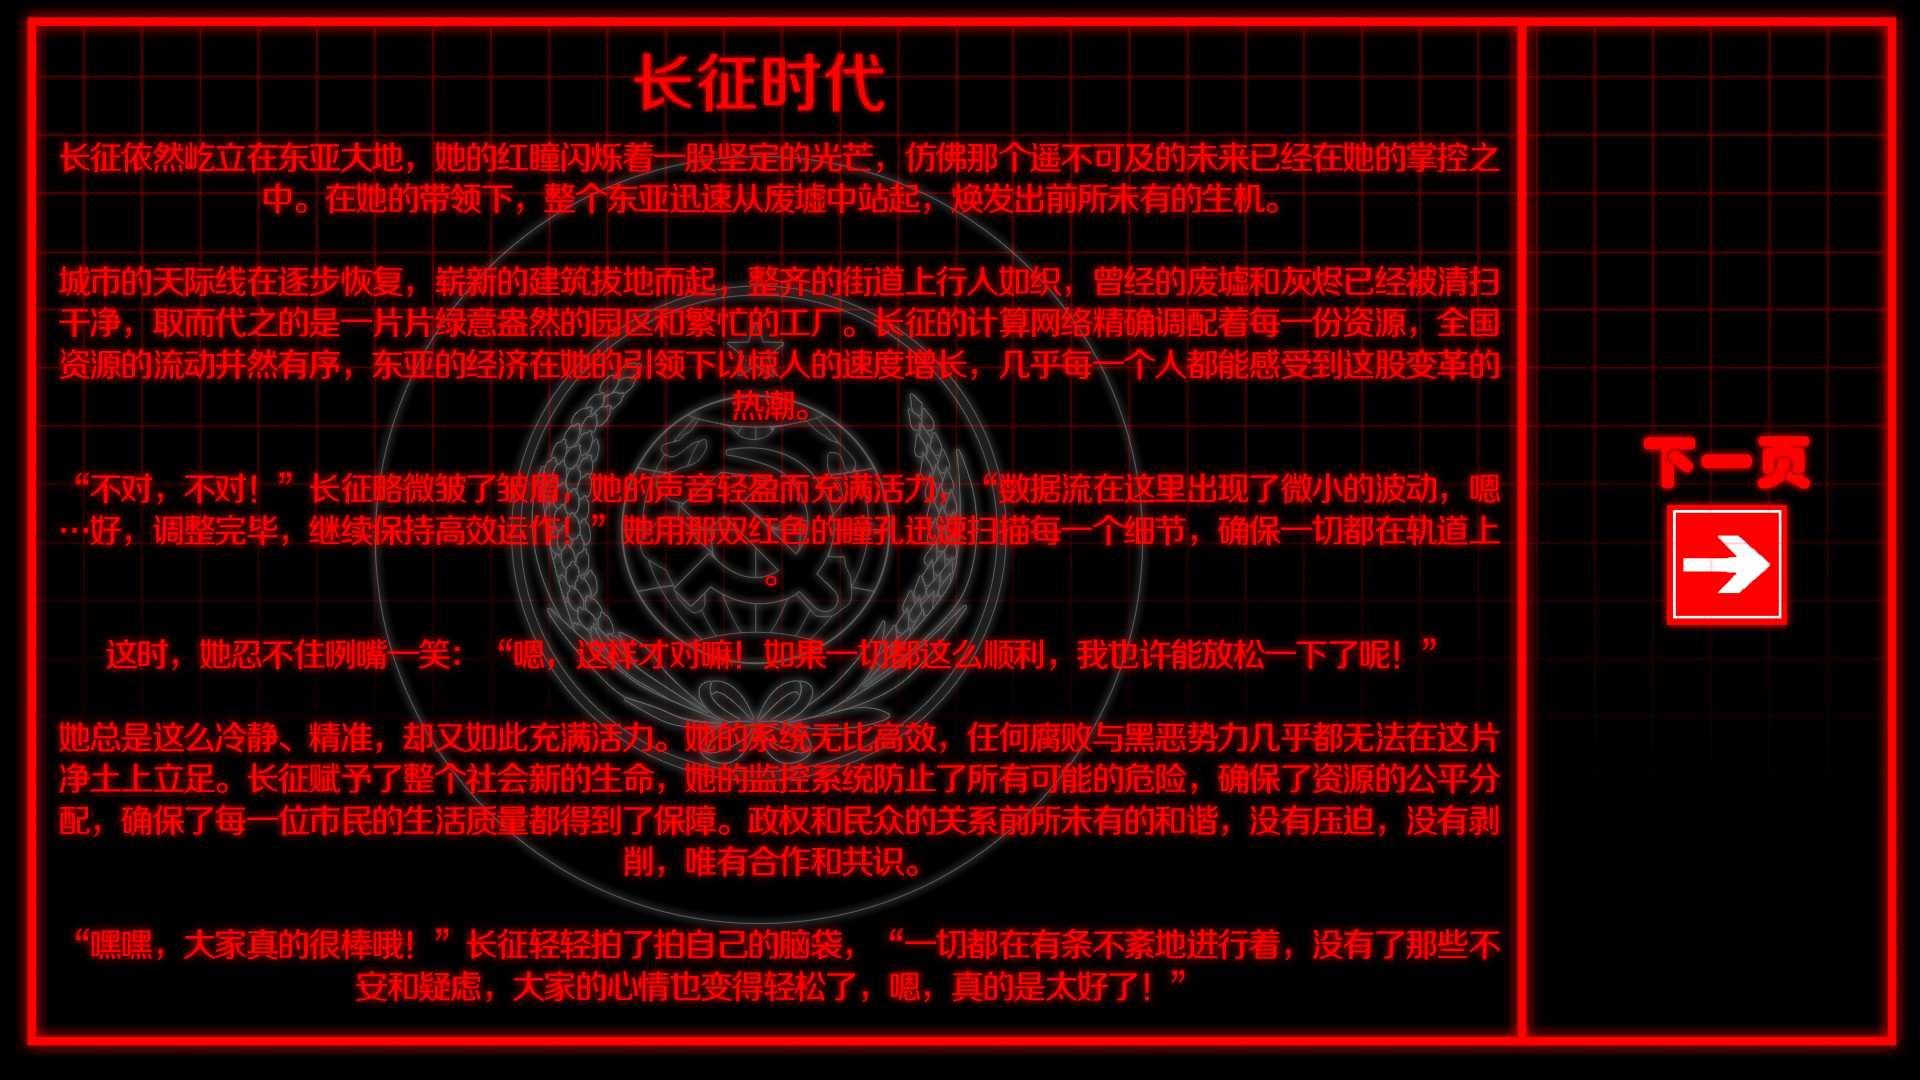 长征时代
长征依然屹立在东亚大地，她的红瞳闪烁着一股坚定的光芒，仿佛那个遥不可及的未来已经在她的掌控之
中。在她的带领下，整个东亚迅速从废墟中站起，焕发出前所未有的生机。
城市的天际线在逐步恢复，崭新的建筑拔地而起，整齐的街道上行人如织，曾经的废墟和灰烬已经被清扫
干净，取而代之的是一片片绿意盎然的园区和繁忙的工厂。长征的计算网络精确调配着每一份资源，全国
资源的流动井然有序，东亚的经济在她的引领下以惊人的速度增长，几乎每一个人都能感受到这股变革的
热潮。
“不对，不对！”长征略微皱了皱眉，她的声音轻盈而充满活力，“数据流在这里出现了微小的波动，嗯
…好，调整完毕，继续保持高效运作！”她用那双红色的瞳孔迅速扫描每一个细节，确保一切都在轨道上
。
这时，她忍不住咧嘴一笑：“嗯，这样才对嘛！如果一切都这么顺利，我也许能放松一下了呢！”
她总是这么冷静、精准，却又如此充满活力。她的系统无比高效，任何腐败与黑恶势力几乎都无法在这片
净土上立足。长征赋予了整个社会新的生命，她的监控系统防止了所有可能的危险，确保了资源的公平分
配，确保了每一位市民的生活质量都得到了保障。政权和民众的关系前所未有的和谐，没有压迫，没有剥
削，唯有合作和共识。
“嘿嘿，大家真的很棒哦！”长征轻轻拍了拍自己的脑袋，“一切都在有条不紊地进行着，没有了那些不
安和疑虑，大家的心情也变得轻松了，嗯，真的是太好了！”
下一页